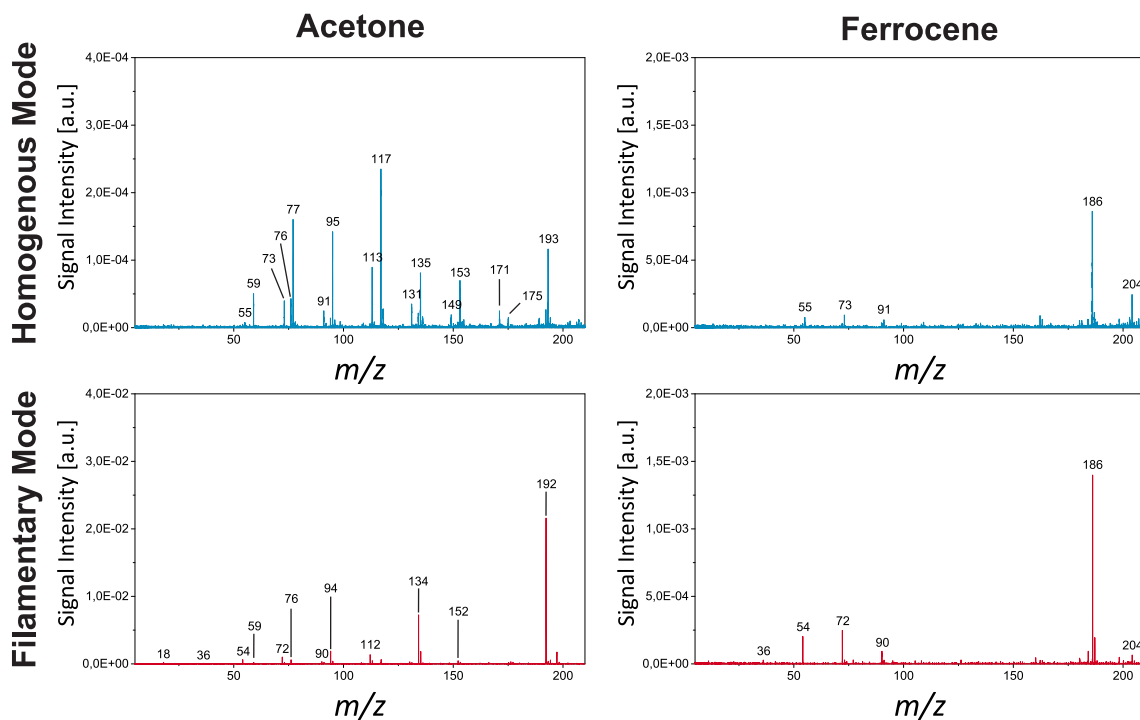 Acetone
Ferrocene
Homogenous Mode
Filamentary Mode
Signal Intensity [a.u.]
4,0E-04
3,0E-04
2,0E-04
1,0E-04
0,0E+00
55
59
73
76
77
91
95
113
117
131
135
149
153
171
175
193
50
100
150
200
m/z
Signal Intensity [a.u.]
2,0E-03
1,5E-03
1,0E-03
5,0E-04
0,0E+00
55
73
91
186
204
50
100
150
200
m/z
Signal Intensity [a.u.]
4,0E-02
3,0E-02
2,0E-02
1,0E-02
0,0E+00
18
36
54
59
72
76
90
94
112
134
152
192
50
100
150
200
m/z
Signal Intensity [a.u.]
2,0E-03
1,5E-03
1,0E-03
5,0E-04
0,0E+00
36
54
72
90
186
204
50
100
150
200
m/z